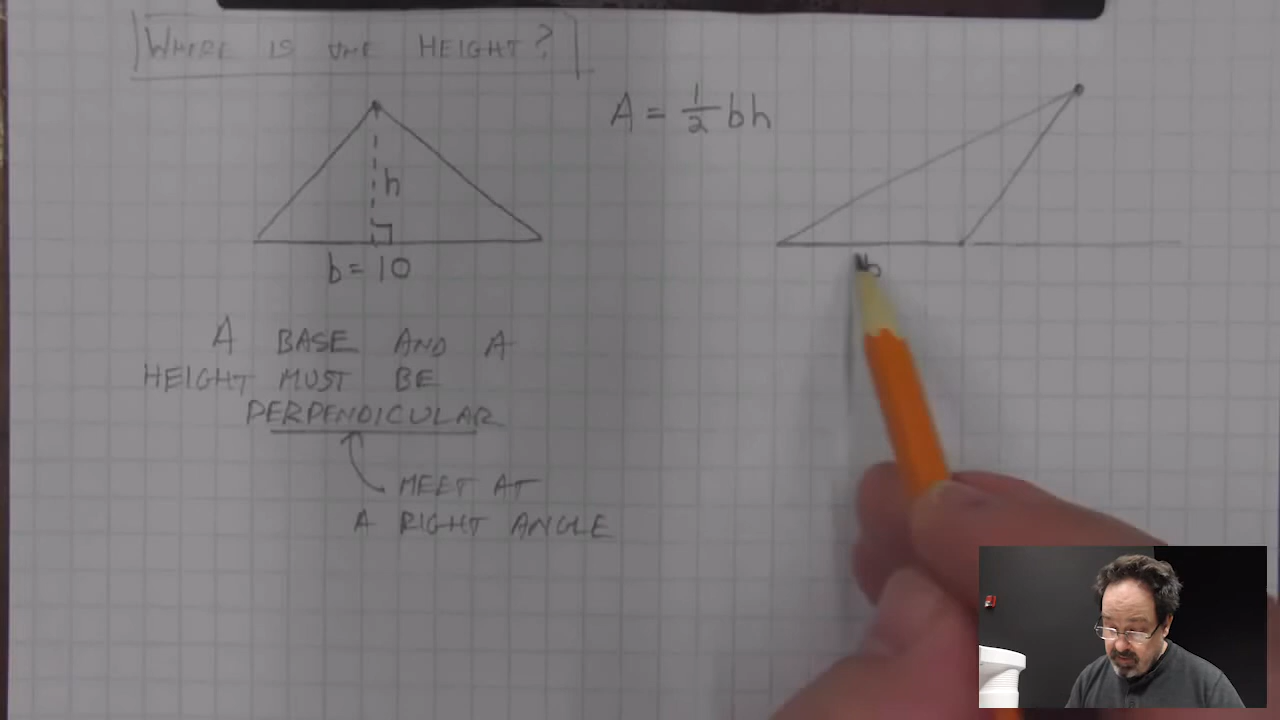 WHERE IS THE HEIGHT?
A = 1/2 bh
h
b = 10
b
A BASE AND A
HEIGHT MUST BE
PERPENDICULAR
MEET AT
A RIGHT ANGLE